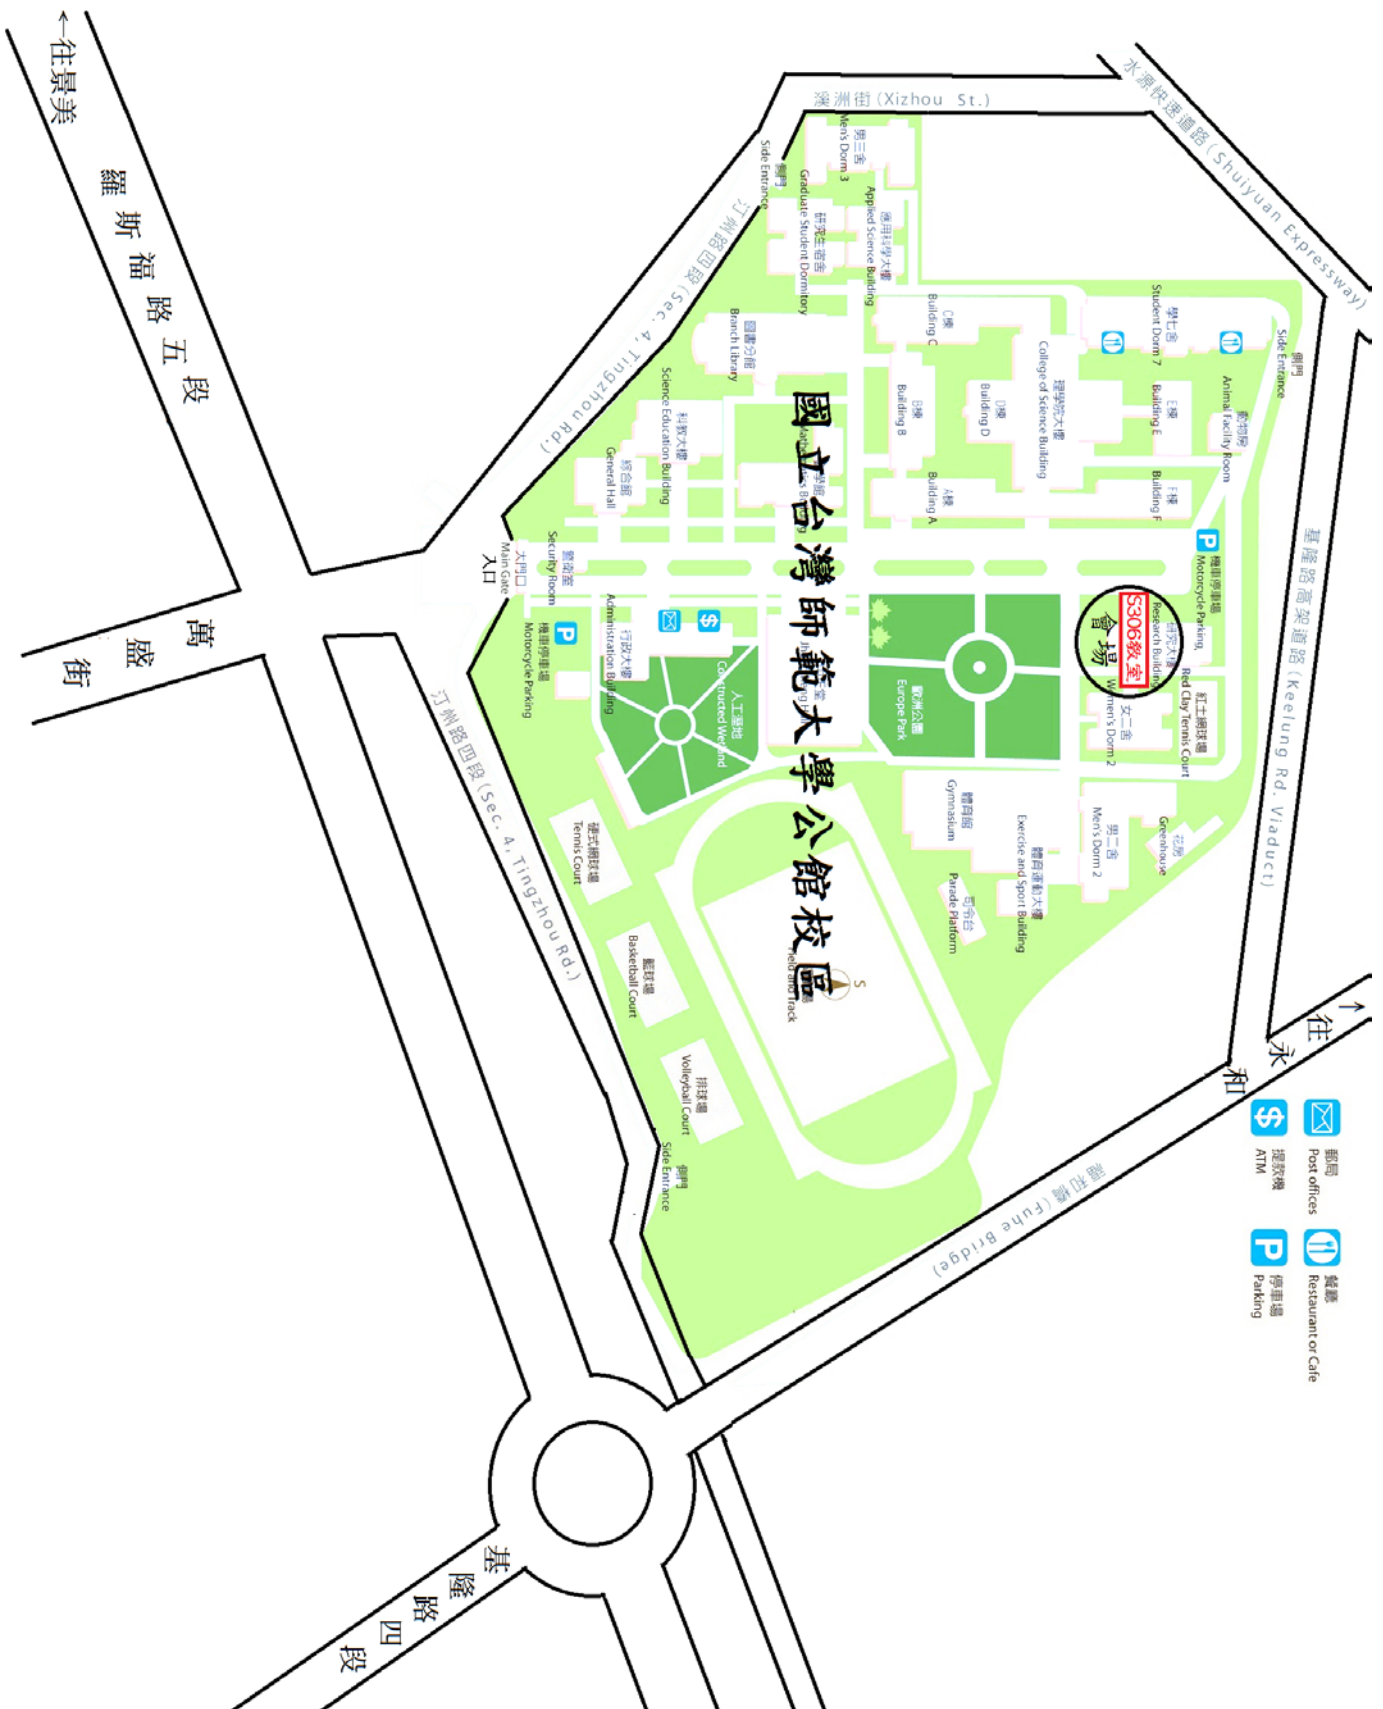 國立台灣師範大學公館校區
←往景美
羅斯福路五段
萬盛街
基隆路四段
↑往永和
水源快速道路(Shuiyuan Expressway)
溪洲街(Xizhou St.)
汀州路四段(Sec. 4, Tingzhou Rd.)
汀州路四段(Sec. 4, Tingzhou Rd.)
基隆路高架道路(Keelung Rd. Viaduct)
福和橋(Fuhe Bridge)
男三舍
Men's Dorm 3
側門
Side Entrance
研究生宿舍
Graduate Student Dormitory
應用科學大樓
Applied Science Building
圖書分館
Branch Library
科教大樓
Science Education Building
綜合館
General Hall
警衛室
Security Room
大門口
Main Gate
入口
C棟
Building C
B棟
Building B
A棟
Building A
D棟
Building D
理學院大樓
College of Science Building
學七舍
Student Dorm 7
側門
Side Entrance
E棟
Building E
動物房
Animal Facility Room
F棟
Building F
P
機車停車場
Motorcycle Parking
研究大樓
Research Building
S306教室
會場
紅土網球場
Red Clay Tennis Court
女二舍
Women's Dorm 2
歐洲公園
Europe Park
P
機車停車場
Motorcycle Parking
行政大樓
Administration Building
$
人工溼地
Constructed Wetland
體育館
Gymnasium
體育運動大樓
Exercise and Sport Building
男二舍
Men's Dorm 2
花房
Greenhouse
司令台
Parade Platform
S
Field and Track
硬式網球場
Tennis Court
籃球場
Basketball Court
排球場
Volleyball Court
側門
Side Entrance
郵局
Post offices
餐廳
Restaurant or Cafe
$
提款機
ATM
P
停車場
Parking